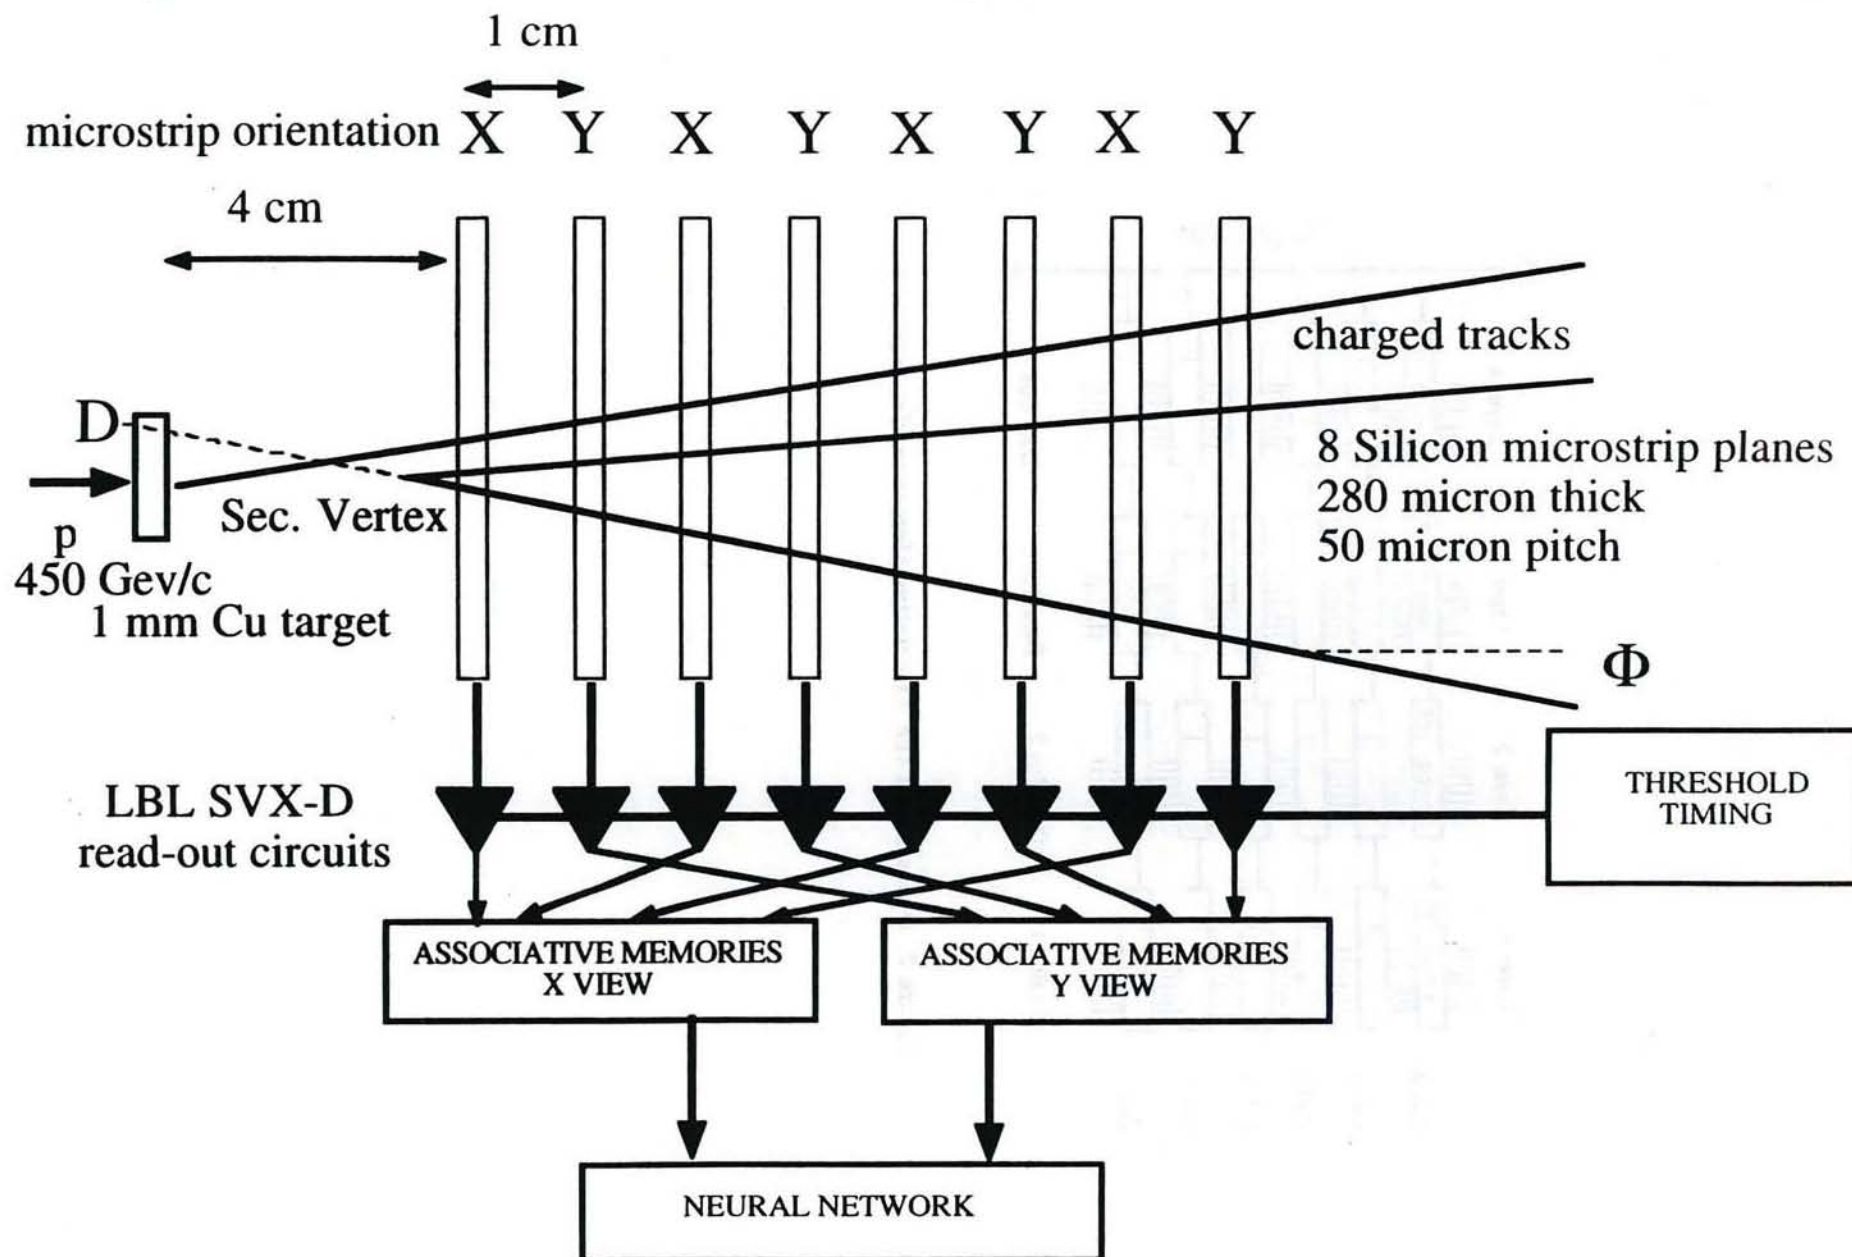 1 cm
microstrip orientation X Y X Y X Y X Y
4 cm
charged tracks
D
8 Silicon microstrip planes
280 micron thick
50 micron pitch
Sec. Vertex
p
450 Gev/c
1 mm Cu target
Φ
THRESHOLD
TIMING
LBL SVX-D
read-out circuits
ASSOCIATIVE MEMORIES
X VIEW
ASSOCIATIVE MEMORIES
Y VIEW
NEURAL NETWORK